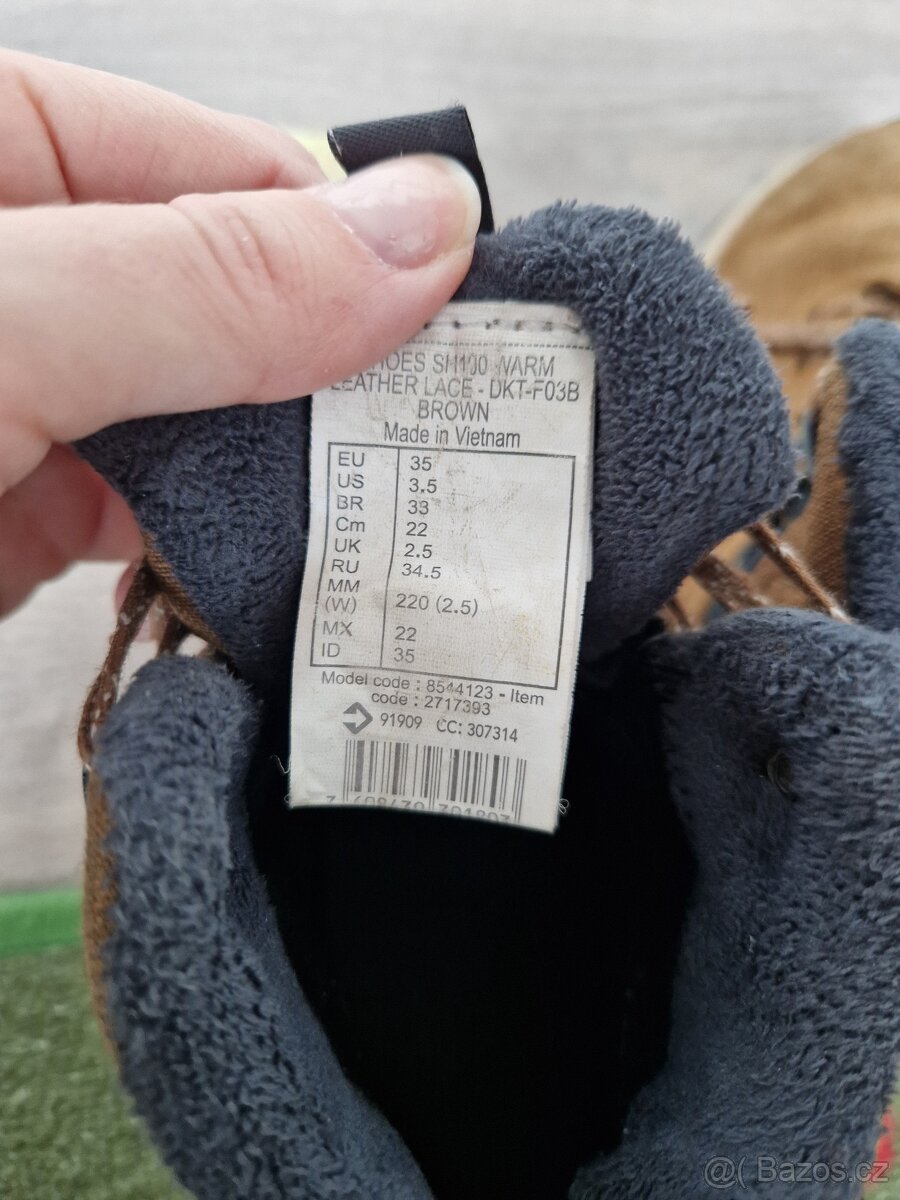 SHOES SH100 WARM
LEATHER LACE - DKT-F03B
BROWN
Made in Vietnam
EU 35
US 3.5
BR 33
Cm 22
UK 2.5
RU 34.5
MM
(W) 220 (2.5)
MX 22
ID 35
Model code : 8544123 - Item
code : 2717393
91909 CC: 307314
@( Bazos.cz